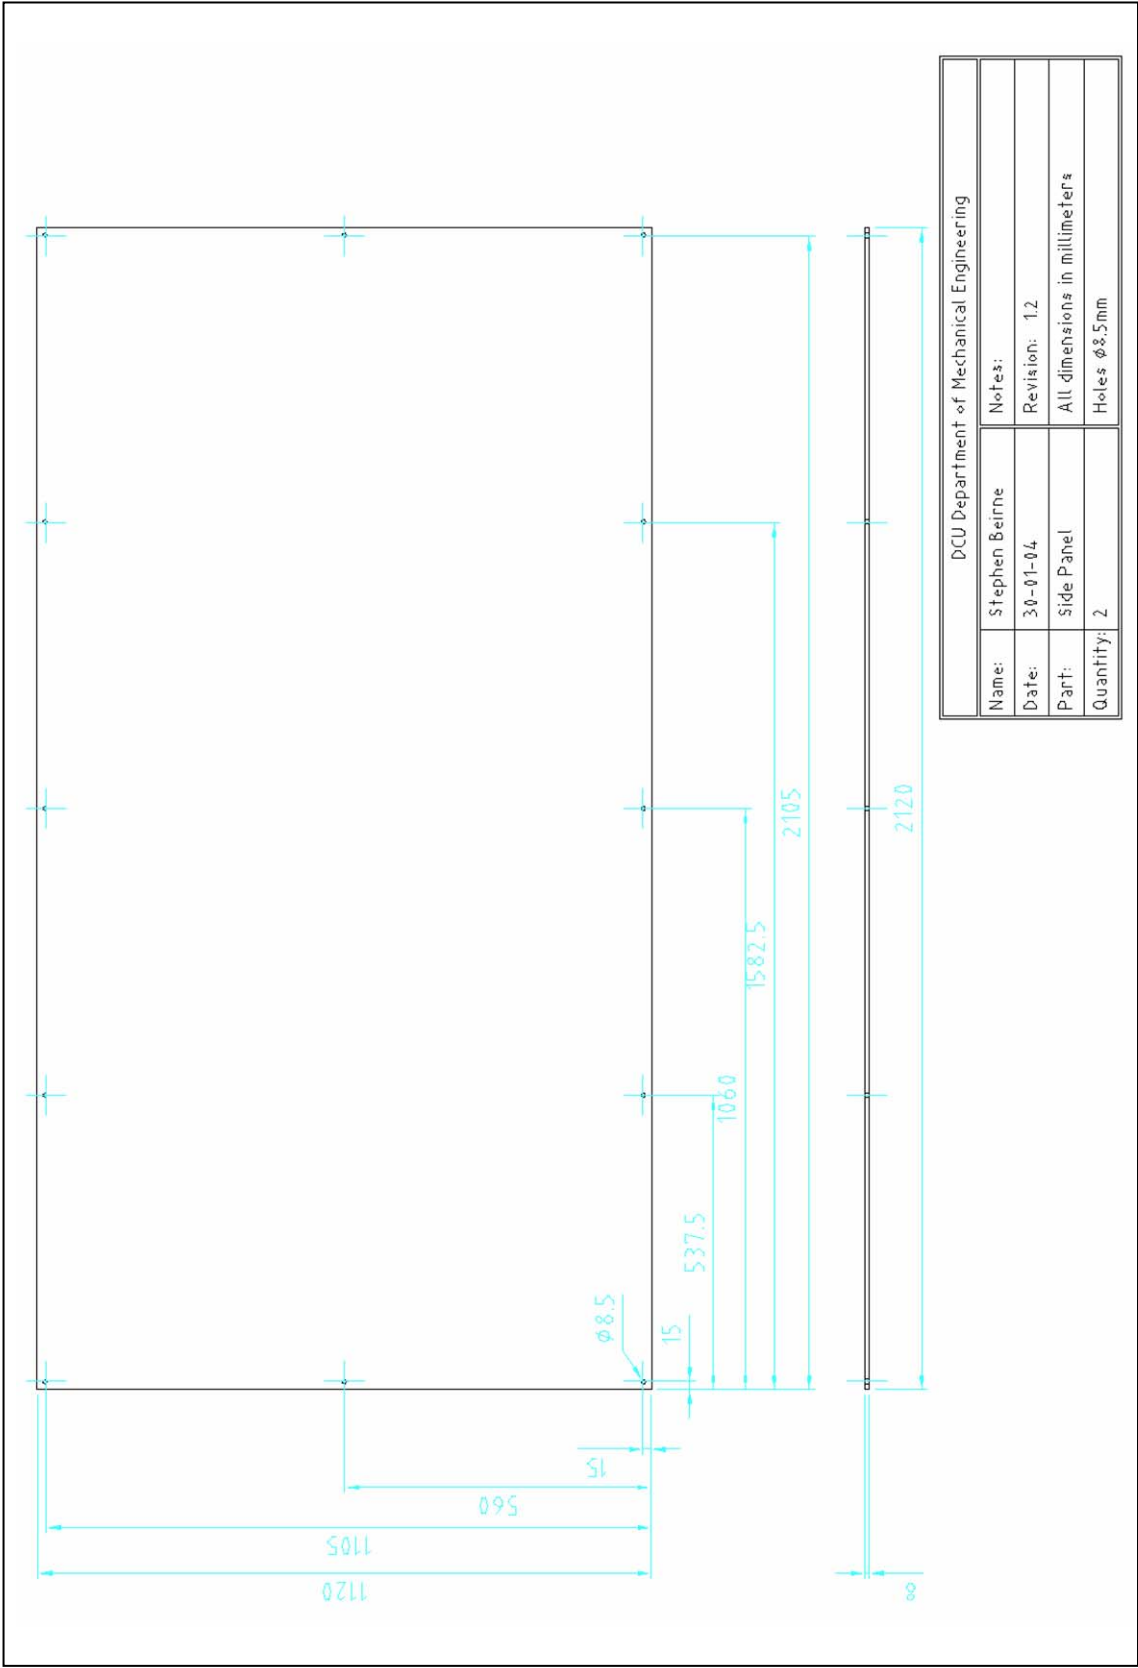 1120
1105
560
15
Ø8.5
15
537.5
1060
1582.5
2105
8
2120
DCU Department of Mechanical Engineering
Name: Stephen Beirne Notes:
Date: 30-01-04 Revision: 1.2
Part: Side Panel All dimensions in millimeters
Quantity: 2 Holes Ø8.5mm